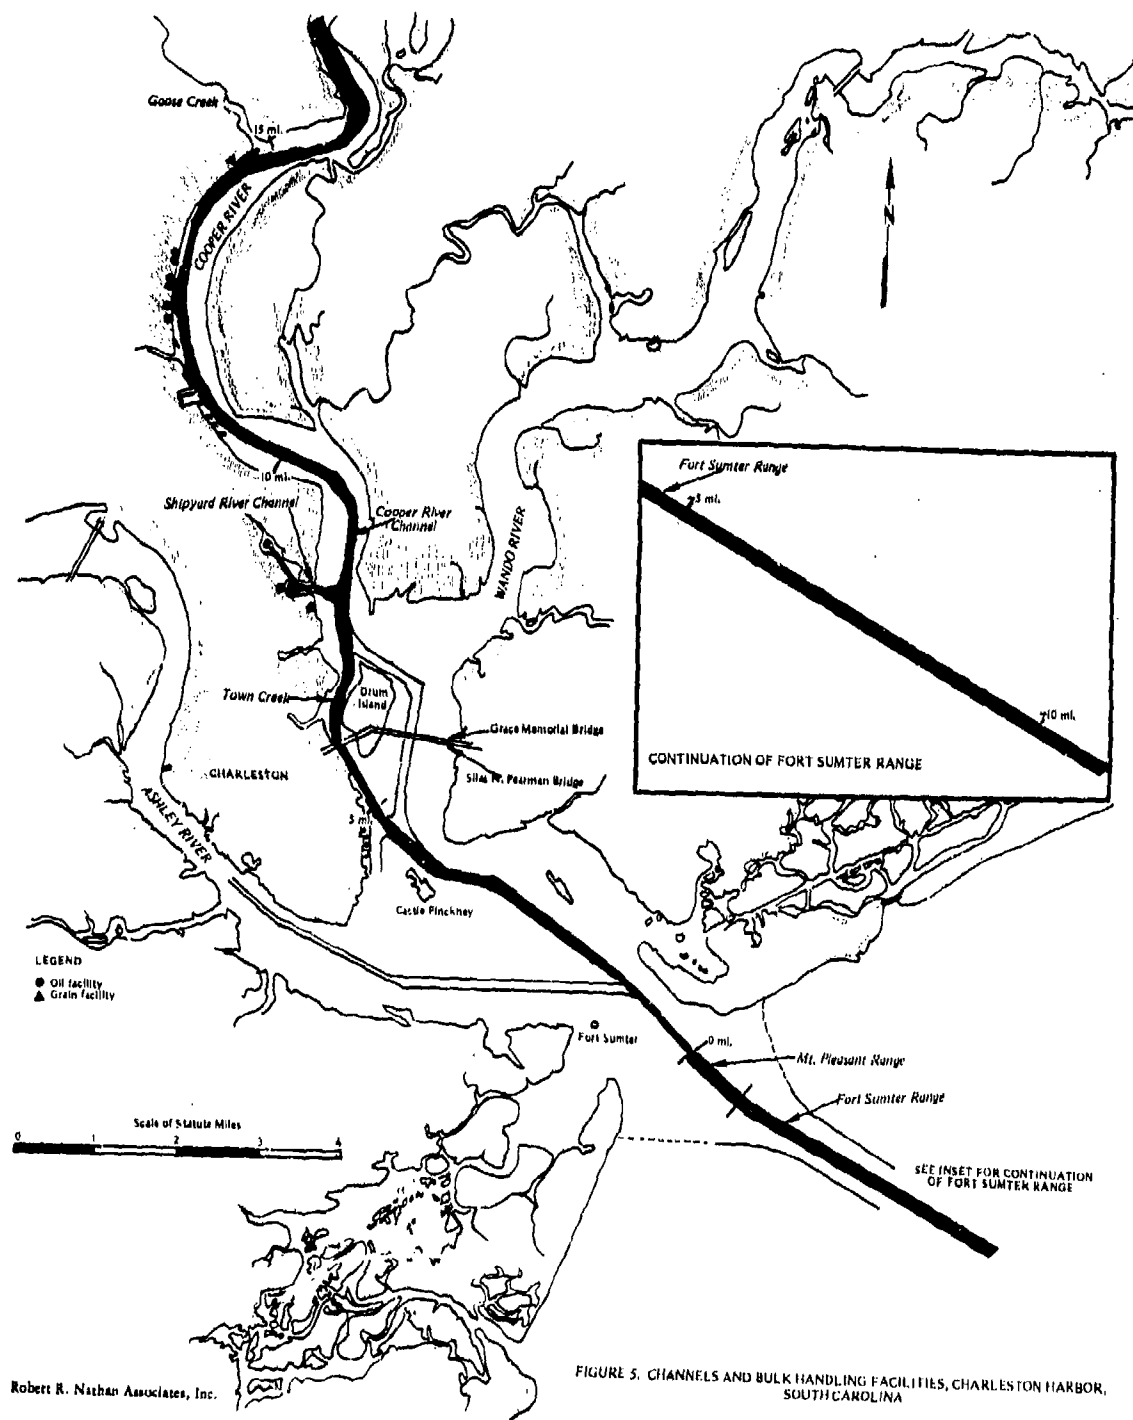 Goose Creek
15 mi.
COOPER RIVER
N
10 mi.
Shipyard River Channel
Cooper River
Channel
WANDO RIVER
Fort Sumter Range
5 mi.
10 mi.
CONTINUATION OF FORT SUMTER RANGE
Town Creek
Drum
Island
Grace Memorial Bridge
Silas N. Pearman Bridge
CHARLESTON
ASHLEY RIVER
5 mi.
Castle Pinckney
LEGEND
Oil facility
Grain facility
Fort Sumter
0 mi.
Mt. Pleasant Range
Fort Sumter Range
Scale of Statute Miles
0 1 2 3 4
SEE INSET FOR CONTINUATION
OF FORT SUMTER RANGE
Robert R. Nathan Associates, Inc.
FIGURE 5. CHANNELS AND BULK HANDLING FACILITIES, CHARLESTON HARBOR,
SOUTH CAROLINA